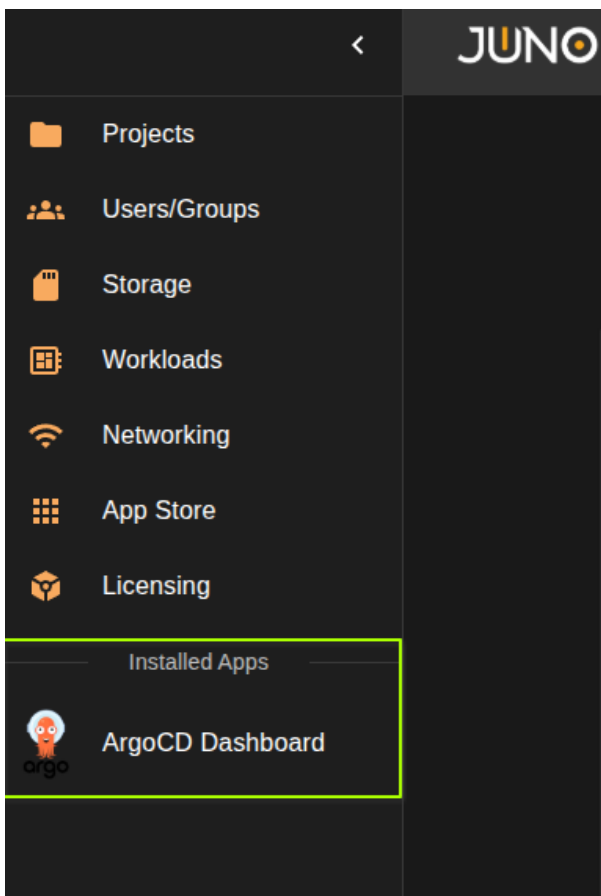 JUNO
Projects
Users/Groups
Storage
Workloads
Networking
App Store
Licensing
Installed Apps
argo
ArgoCD Dashboard